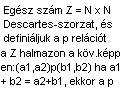 Egész szám Z = N x N
Descartes-szorzat, és
definiáljuk a p relációt
a Z halmazon a köv.képp
en:(a1,a2)p(b1,b2) ha a1
+ b2 = a2+b1, ekkor a p